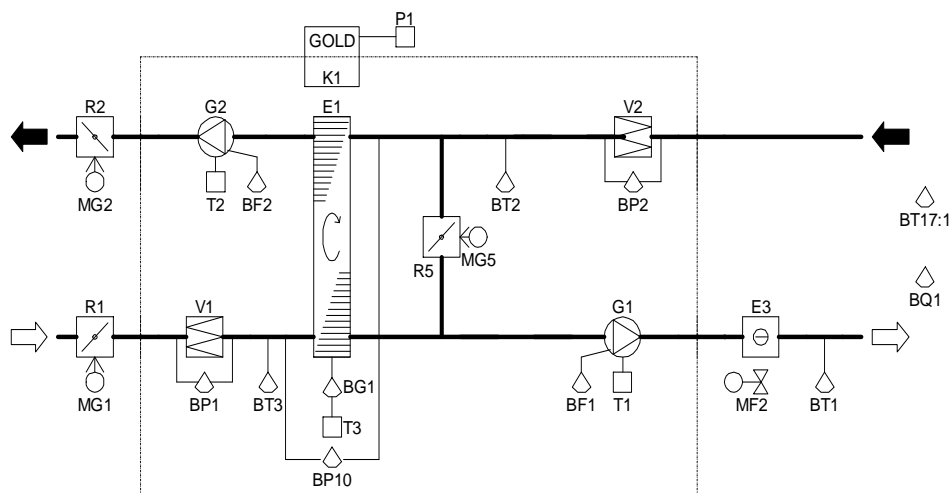 P1
GOLD
K1
R2
G2
E1
V2
MG2
T2
BF2
BT2
BP2
BT17:1
R5
MG5
BQ1
R1
V1
G1
E3
MG1
BP1
BT3
BG1
BF1
T1
MF2
BT1
T3
BP10